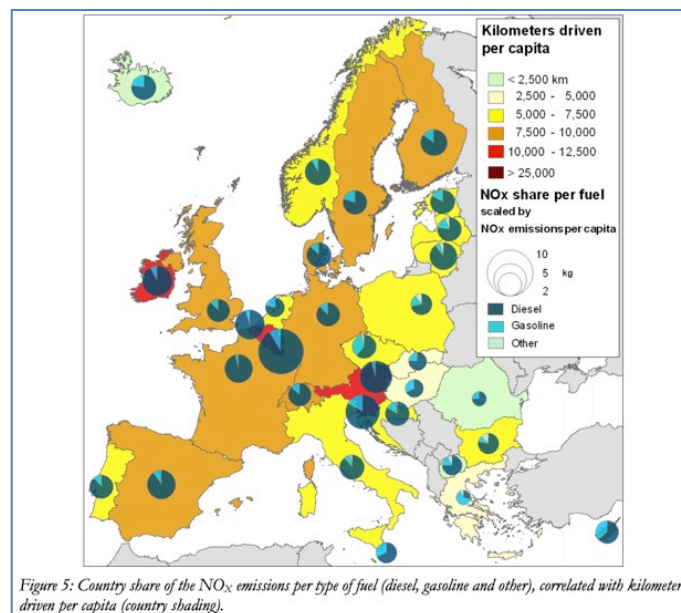 Kilometers driven
per capita
< 2,500 km
2,500 - 5,000
5,000 - 7,500
7,500 - 10,000
10,000 - 12,500
> 25,000
NOx share per fuel
scaled by
NOx emissions per capita
10
5 kg
2
Diesel
Gasoline
Other
Figure 5: Country share of the NOX emissions per type of fuel (diesel, gasoline and other), correlated with kilometer
driven per capita (country shading).